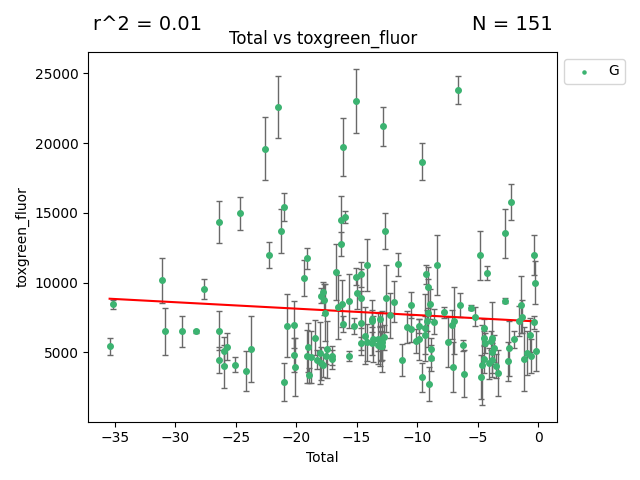 r^2 = 0.01
N = 151
Total vs toxgreen_fluor
G
25000
20000
15000
10000
5000
toxgreen_fluor
−35
−30
−25
−20
−15
−10
−5
0
Total